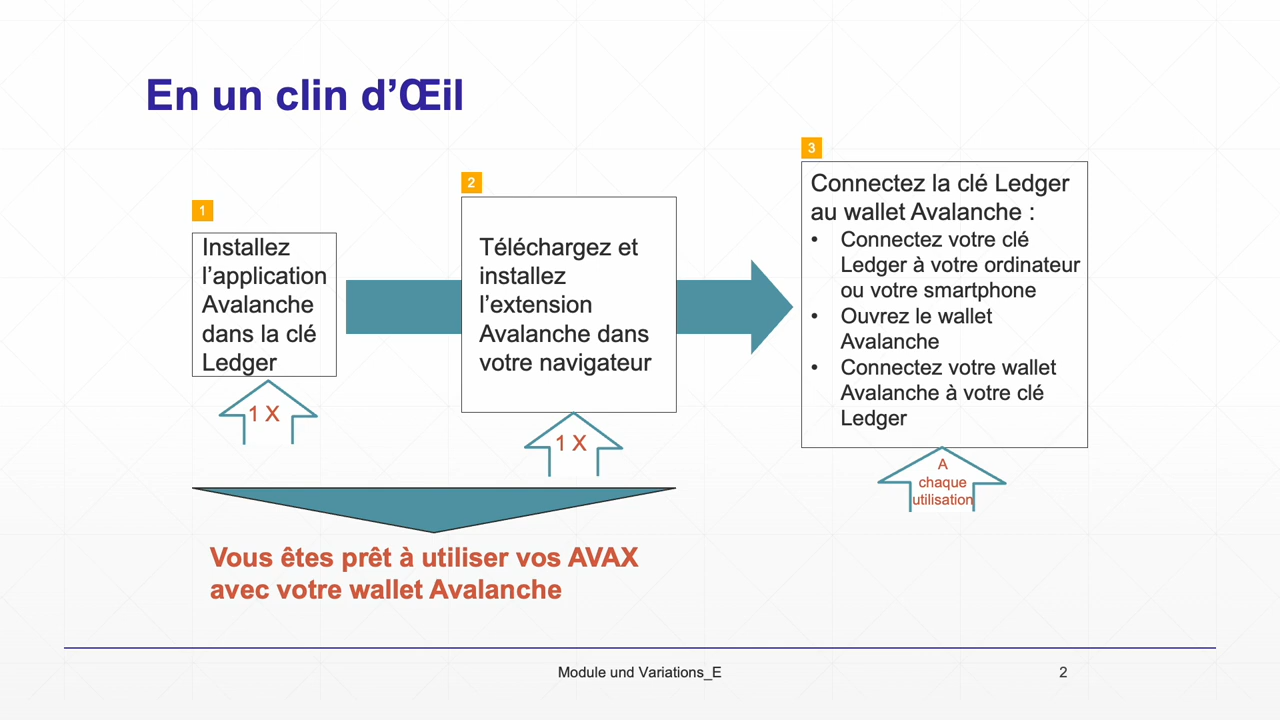 En un clin d’Œil
1
Installez
l’application
Avalanche
dans la clé
Ledger
1 X
2
Téléchargez et
installez
l’extension
Avalanche dans
votre navigateur
1 X
3
Connectez la clé Ledger
au wallet Avalanche :
• Connectez votre clé
Ledger à votre ordinateur
ou votre smartphone
• Ouvrez le wallet
Avalanche
• Connectez votre wallet
Avalanche à votre clé
Ledger
A
chaque
utilisation
Vous êtes prêt à utiliser vos AVAX
avec votre wallet Avalanche
Module und Variations_E
2